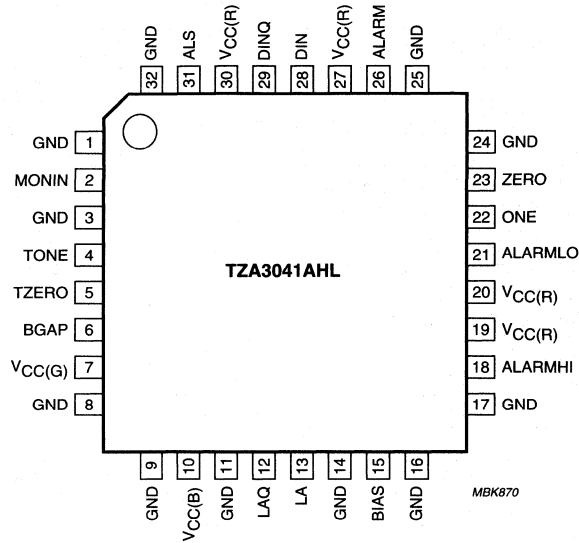 GND
ALS
VCC(R)
DINQ
DIN
VCC(R)
ALARM
GND
32
31
30
29
28
27
26
25
GND 1
MONIN 2
GND 3
TONE 4
TZERO 5
BGAP 6
VCC(G) 7
GND 8
TZA3041AHL
24 GND
23 ZERO
22 ONE
21 ALARMLO
20 VCC(R)
19 VCC(R)
18 ALARMHI
17 GND
9
10
11
12
13
14
15
16
GND
VCC(B)
GND
LAQ
LA
GND
BIAS
GND
MBK870